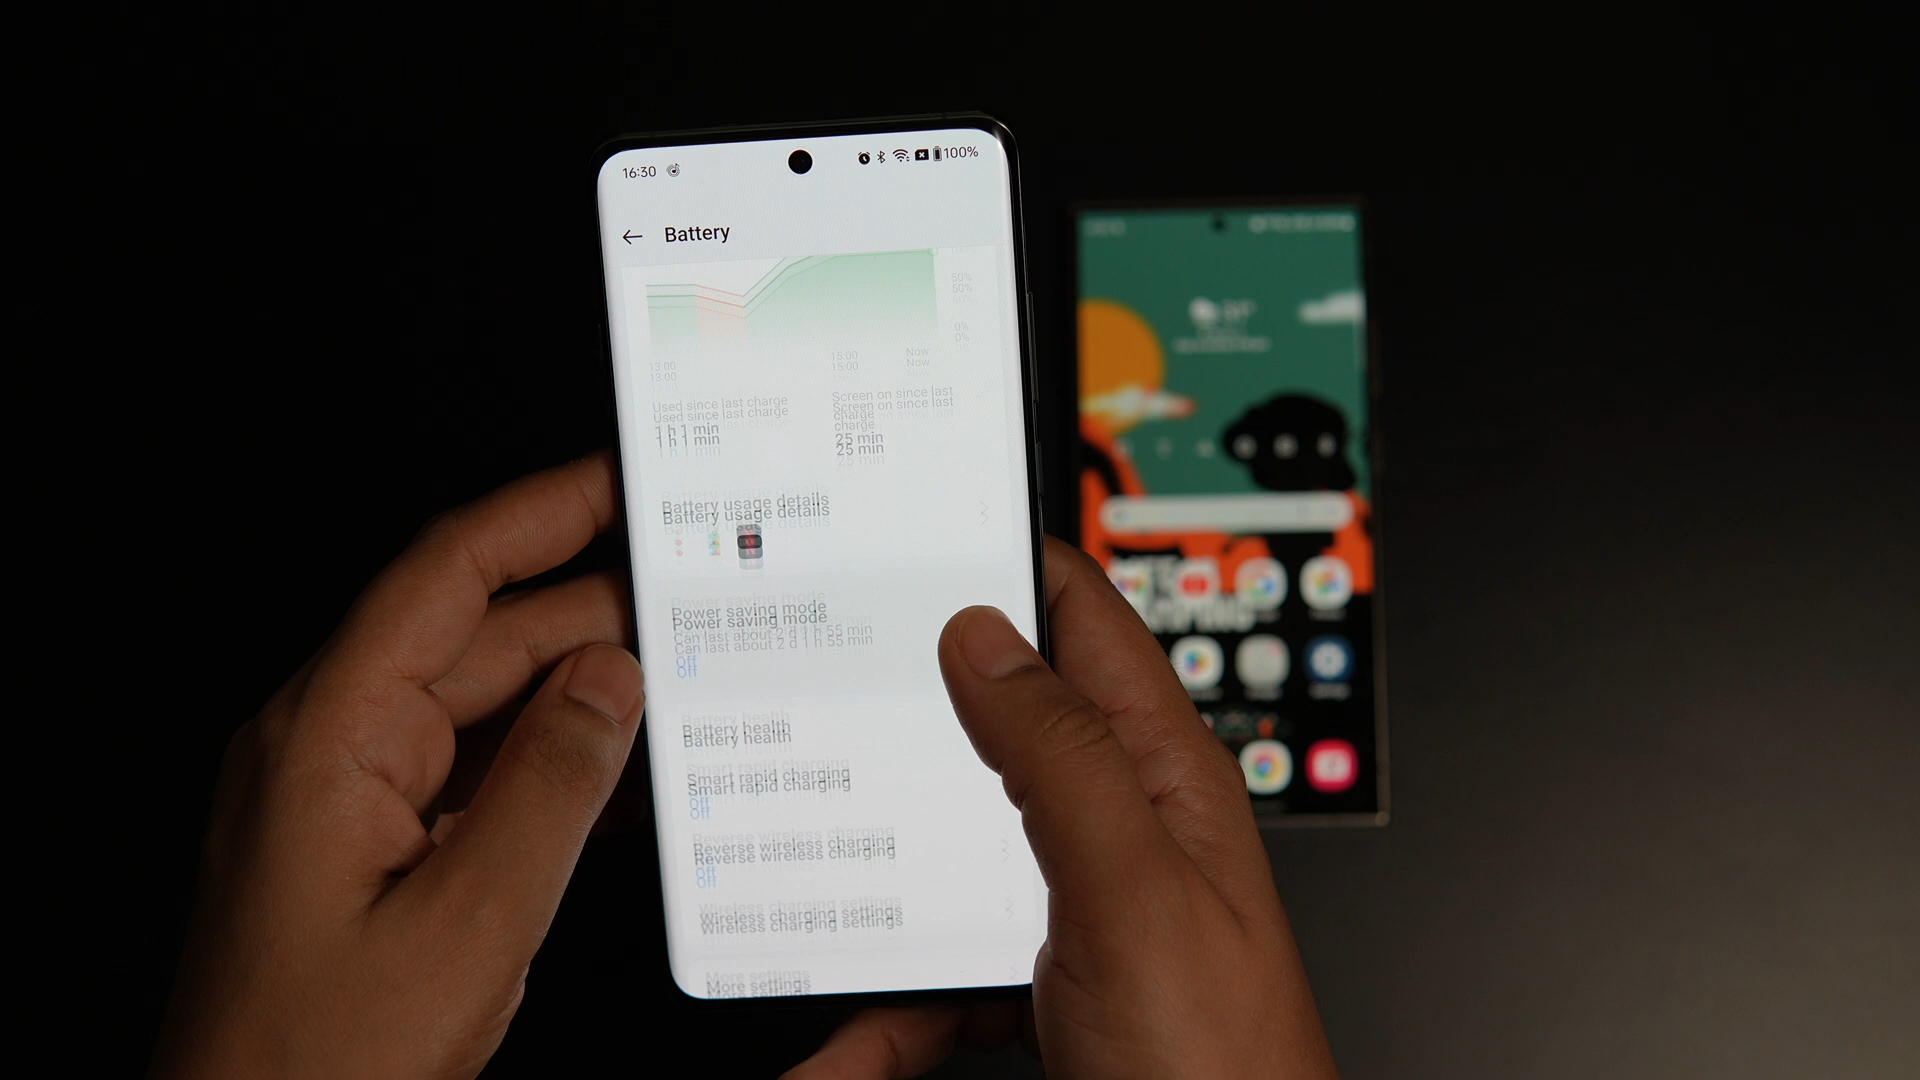 16:30
100%
Battery
50%
0%
13:00
15:00
Now
Used since last charge
1 h 1 min
Screen on since last
charge
25 min
Battery usage details
Power saving mode
Can last about 2 d 1 h 55 min
Off
Battery health
Smart rapid charging
Off
Reverse wireless charging
Off
Wireless charging settings
More settings